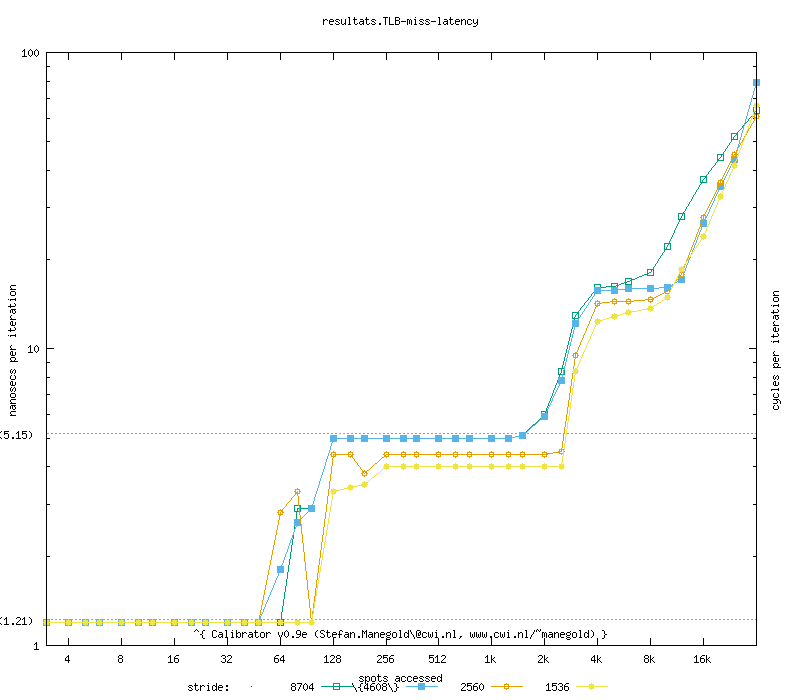 resultats.TLB-miss-latency
100
10
1
(5.15)
(1.21)
nanosecs per iteration
cycles per iteration
^{ Calibrator v0.9e (Stefan.Manegold\@cwi.nl, www.cwi.nl/~manegold) }
4 8 16 32 64 128 256 512 1k 2k 4k 8k 16k
spots accessed
stride: 8704 \{4608\} 2560 1536